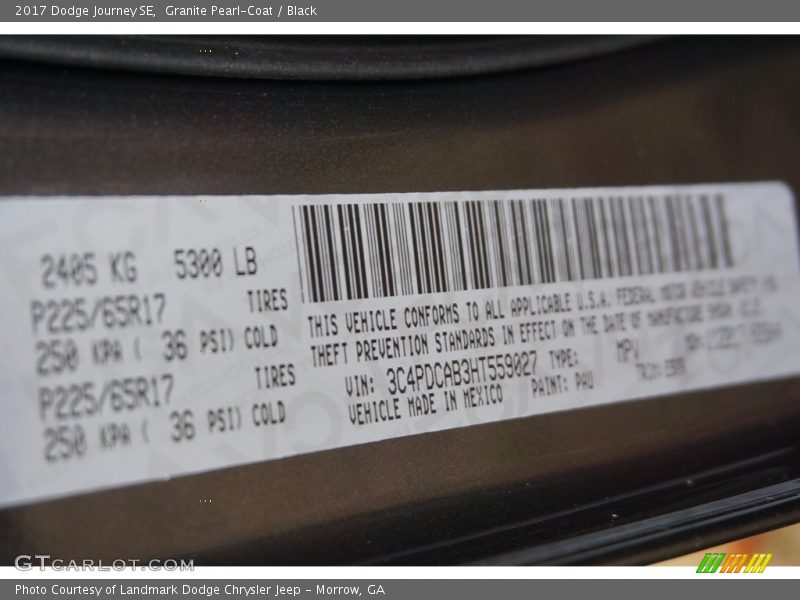 2017 Dodge Journey SE,  Granite Pearl-Coat / Black
2405 KG  5300 LB
P225/65R17  TIRES
250 KPA ( 36 PSI) COLD
P225/65R17  TIRES
250 KPA ( 36 PSI) COLD
THIS VEHICLE CONFORMS TO ALL APPLICABLE U.S.A. FEDERAL MOTOR VEHICLE SAFETY
THEFT PREVENTION STANDARDS IN EFFECT ON THE DATE OF MANUFACTURE SHOWN
VIN: 3C4PDCAB3HT559027 TYPE: MPV
VEHICLE MADE IN MEXICO  PAINT: PAU
GTCARLOT.COM
Photo Courtesy of Landmark Dodge Chrysler Jeep - Morrow, GA